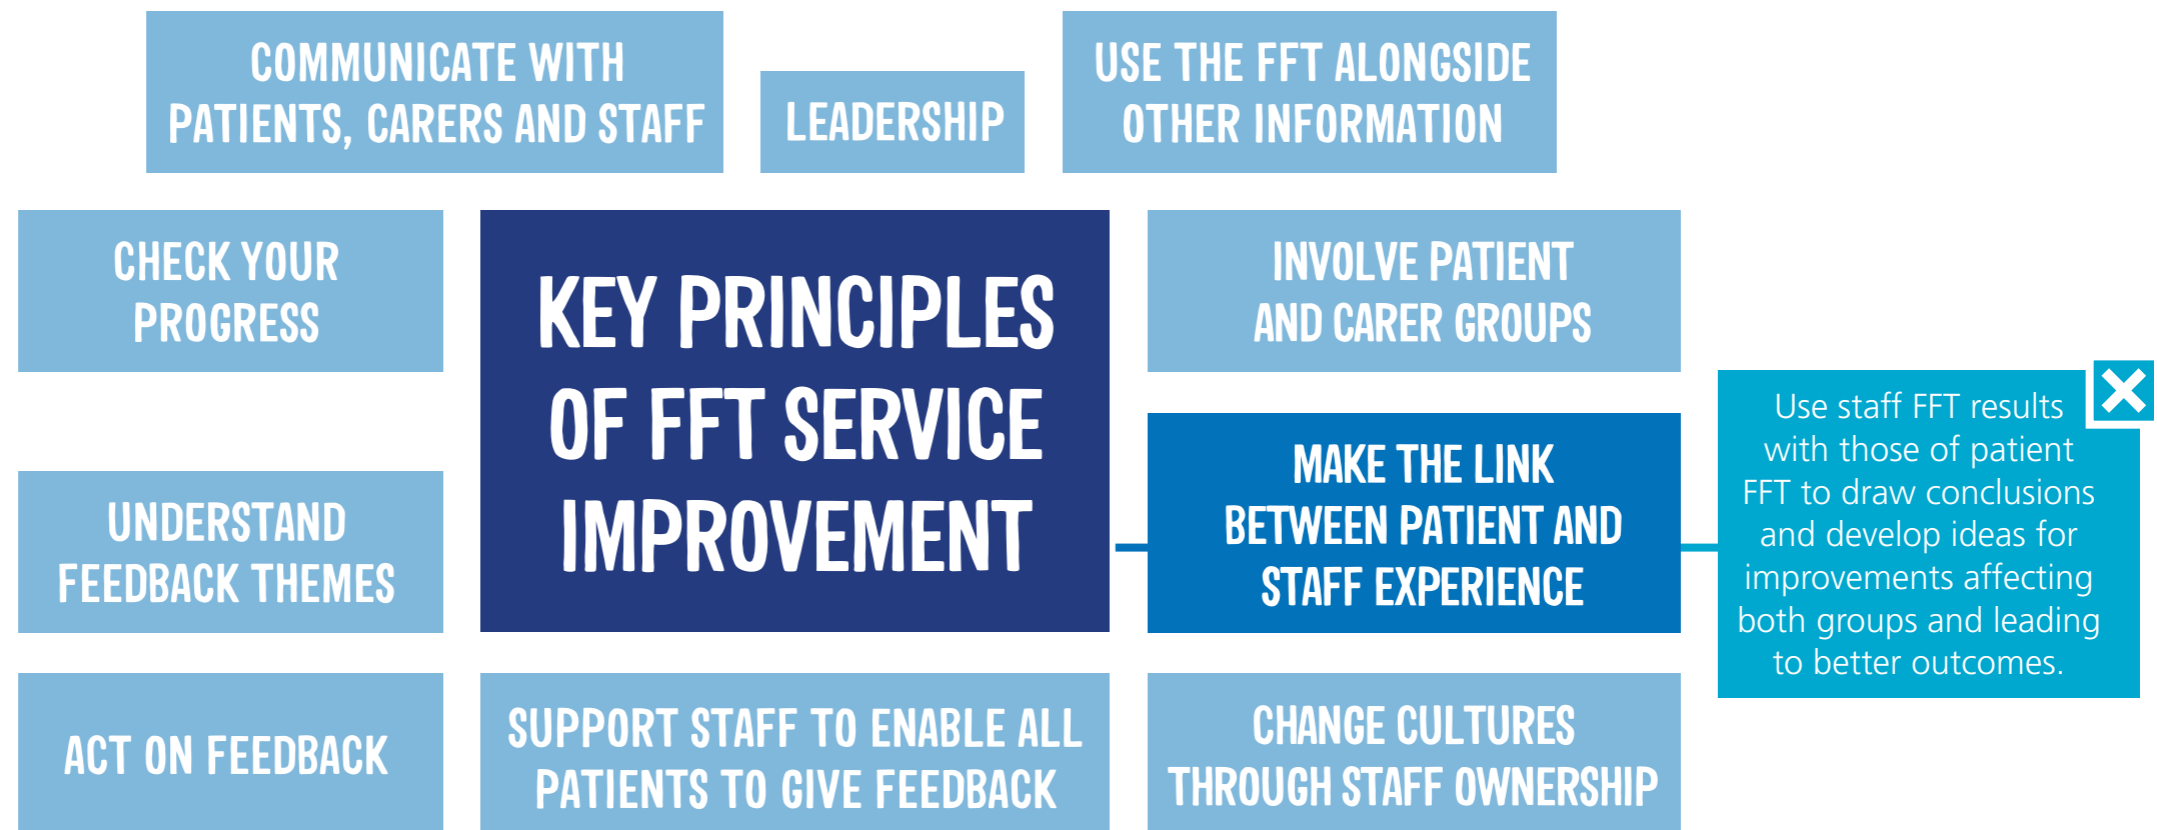 COMMUNICATE WITH
PATIENTS, CARERS AND STAFF
LEADERSHIP
USE THE FFT ALONGSIDE
OTHER INFORMATION
CHECK YOUR
PROGRESS
KEY PRINCIPLES
OF FFT SERVICE
IMPROVEMENT
INVOLVE PATIENT
AND CARER GROUPS
MAKE THE LINK
BETWEEN PATIENT AND
STAFF EXPERIENCE
Use staff FFT results
with those of patient
FFT to draw conclusions
and develop ideas for
improvements affecting
both groups and leading
to better outcomes.
UNDERSTAND
FEEDBACK THEMES
ACT ON FEEDBACK
SUPPORT STAFF TO ENABLE ALL
PATIENTS TO GIVE FEEDBACK
CHANGE CULTURES
THROUGH STAFF OWNERSHIP